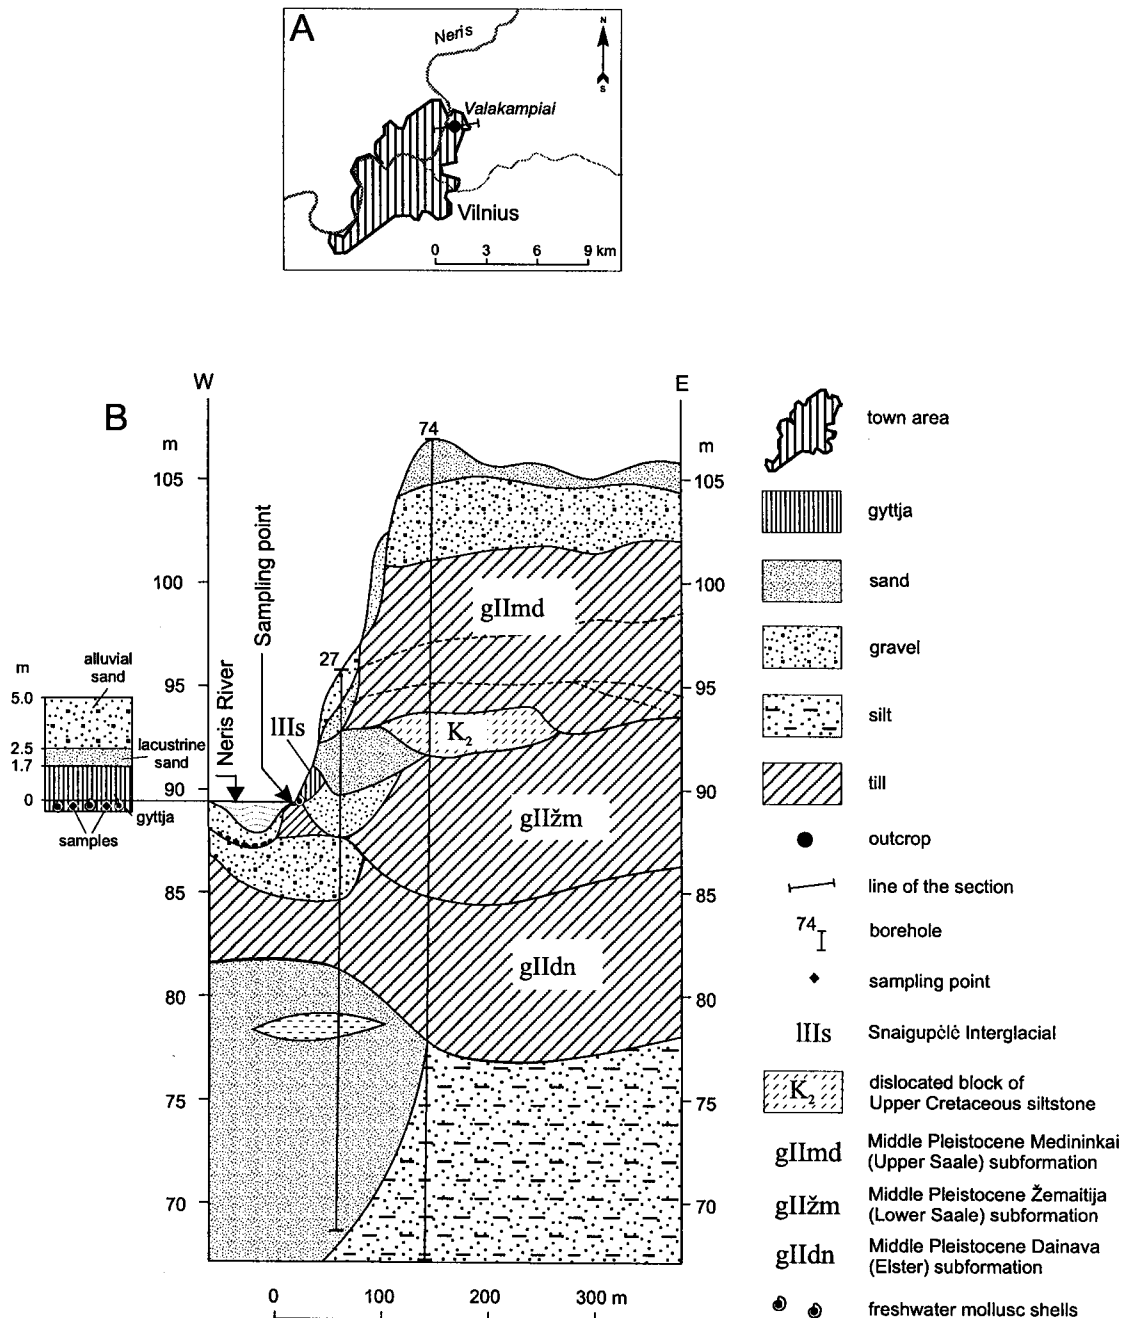 A
Neris
N
S
Valakampiai
Vilnius
0 3 6 9 km
B
W
E
m
m
105
100
95
90
85
80
75
70
105
100
95
90
85
80
75
70
74
27
Sampling point
Neris River
lIIs
gIImd
K2
gIIžm
gIIdn
m
alluvial
sand
5.0
2.5
lacustrine
sand
1.7
0
gyttja
samples
0 100 200 300 m
town area
gyttja
sand
gravel
silt
till
outcrop
line of the section
74
borehole
sampling point
lIIs
Snaigupėlė Interglacial
K2
dislocated block of
Upper Cretaceous siltstone
gIImd
Middle Pleistocene Medininkai
(Upper Saale) subformation
gIIžm
Middle Pleistocene Žemaitija
(Lower Saale) subformation
gIIdn
Middle Pleistocene Dainava
(Elster) subformation
freshwater mollusc shells